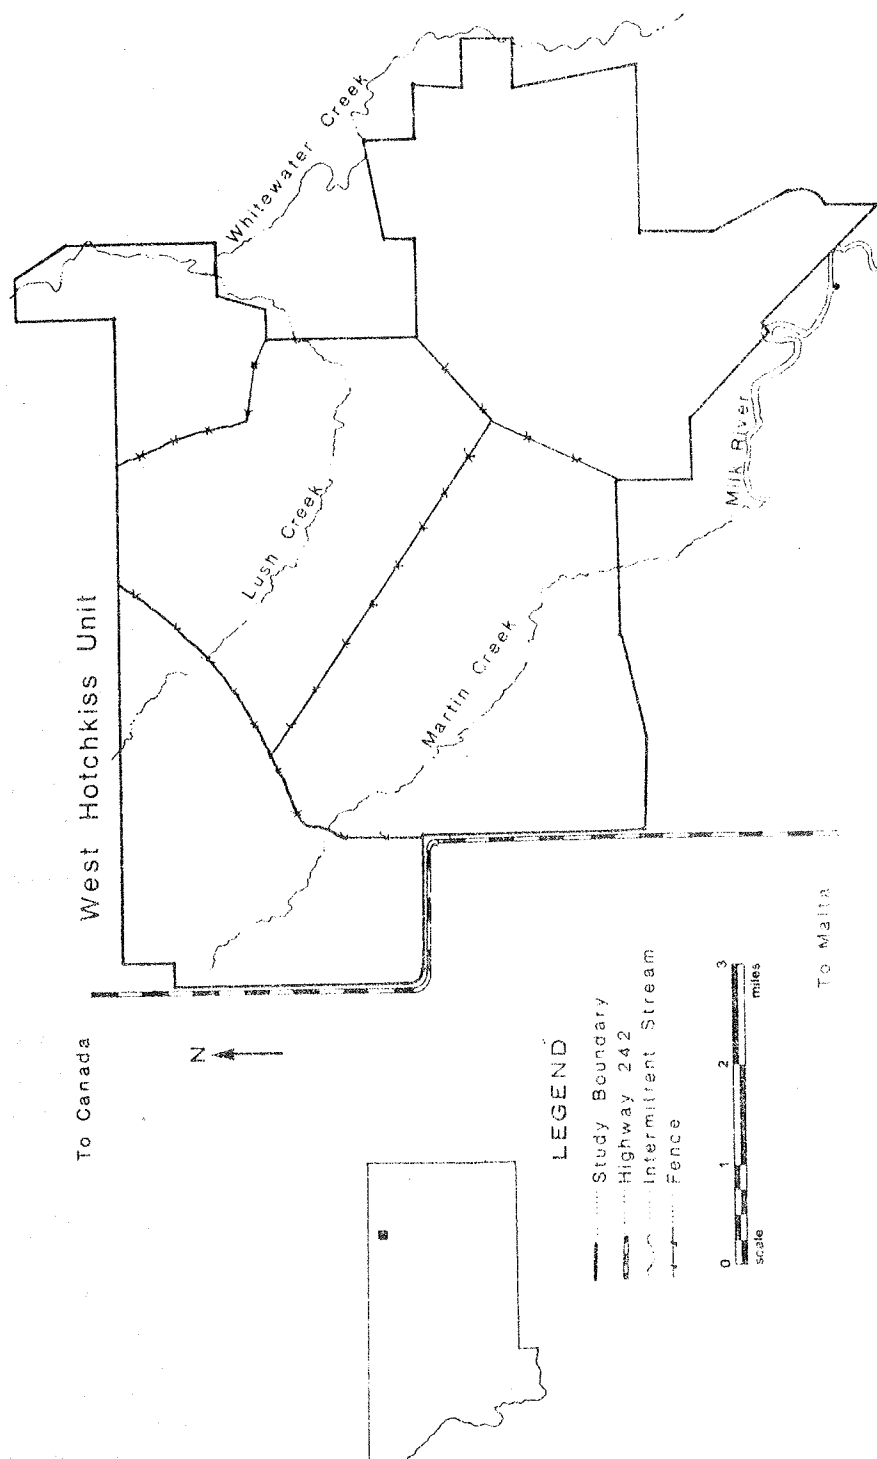 West Hotchkiss Unit
Whitewater Creek
Lush Creek
Martin Creek
Milk River
To Canada
N
To Malta
LEGEND
Study Boundary
Highway 242
Intermittent Stream
Fence
0 1 2 3
scale miles